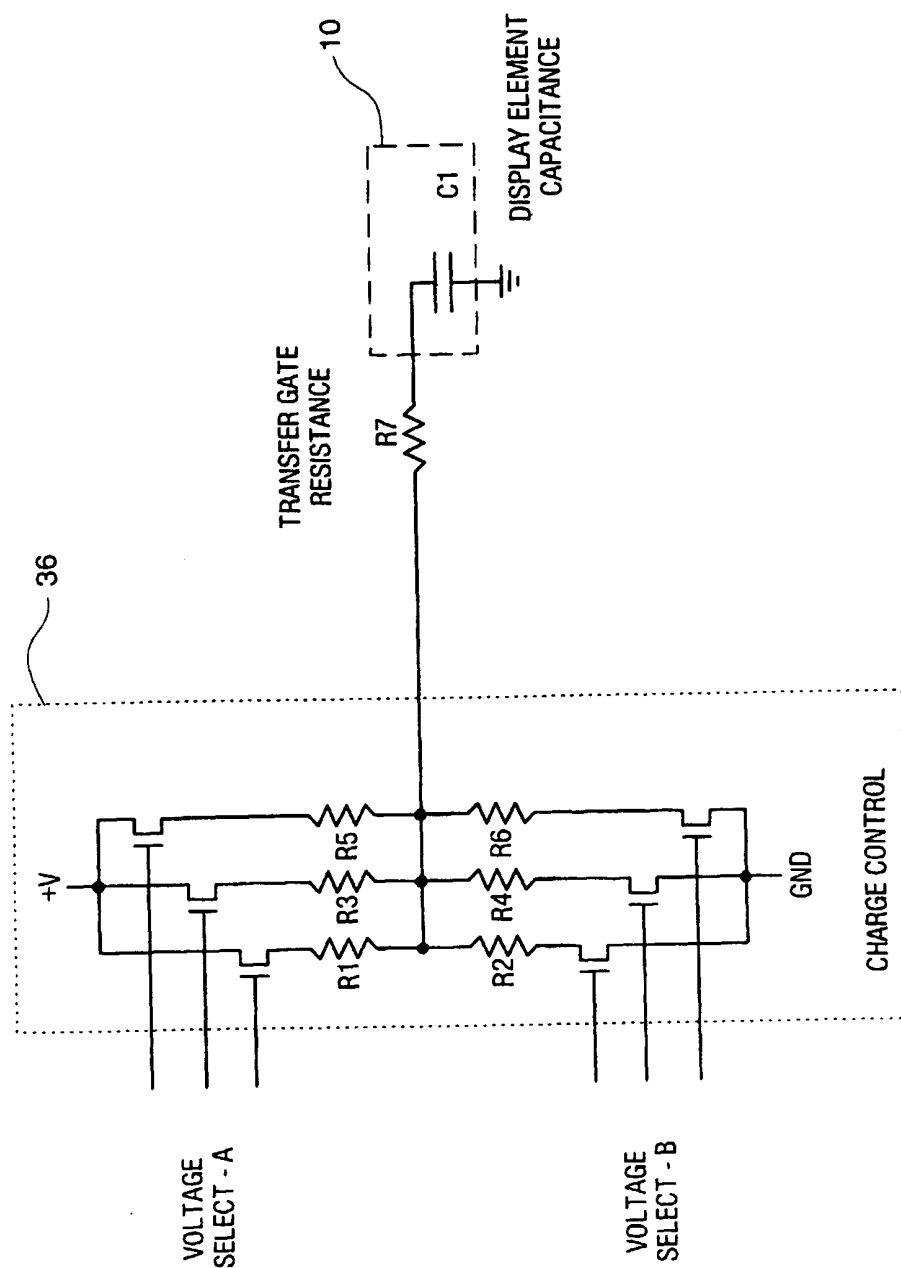 36
+V
R1
R3
R5
R2
R4
R6
GND
CHARGE CONTROL
VOLTAGE
SELECT - A
VOLTAGE
SELECT - B
TRANSFER GATE
RESISTANCE
R7
10
C1
DISPLAY ELEMENT
CAPACITANCE